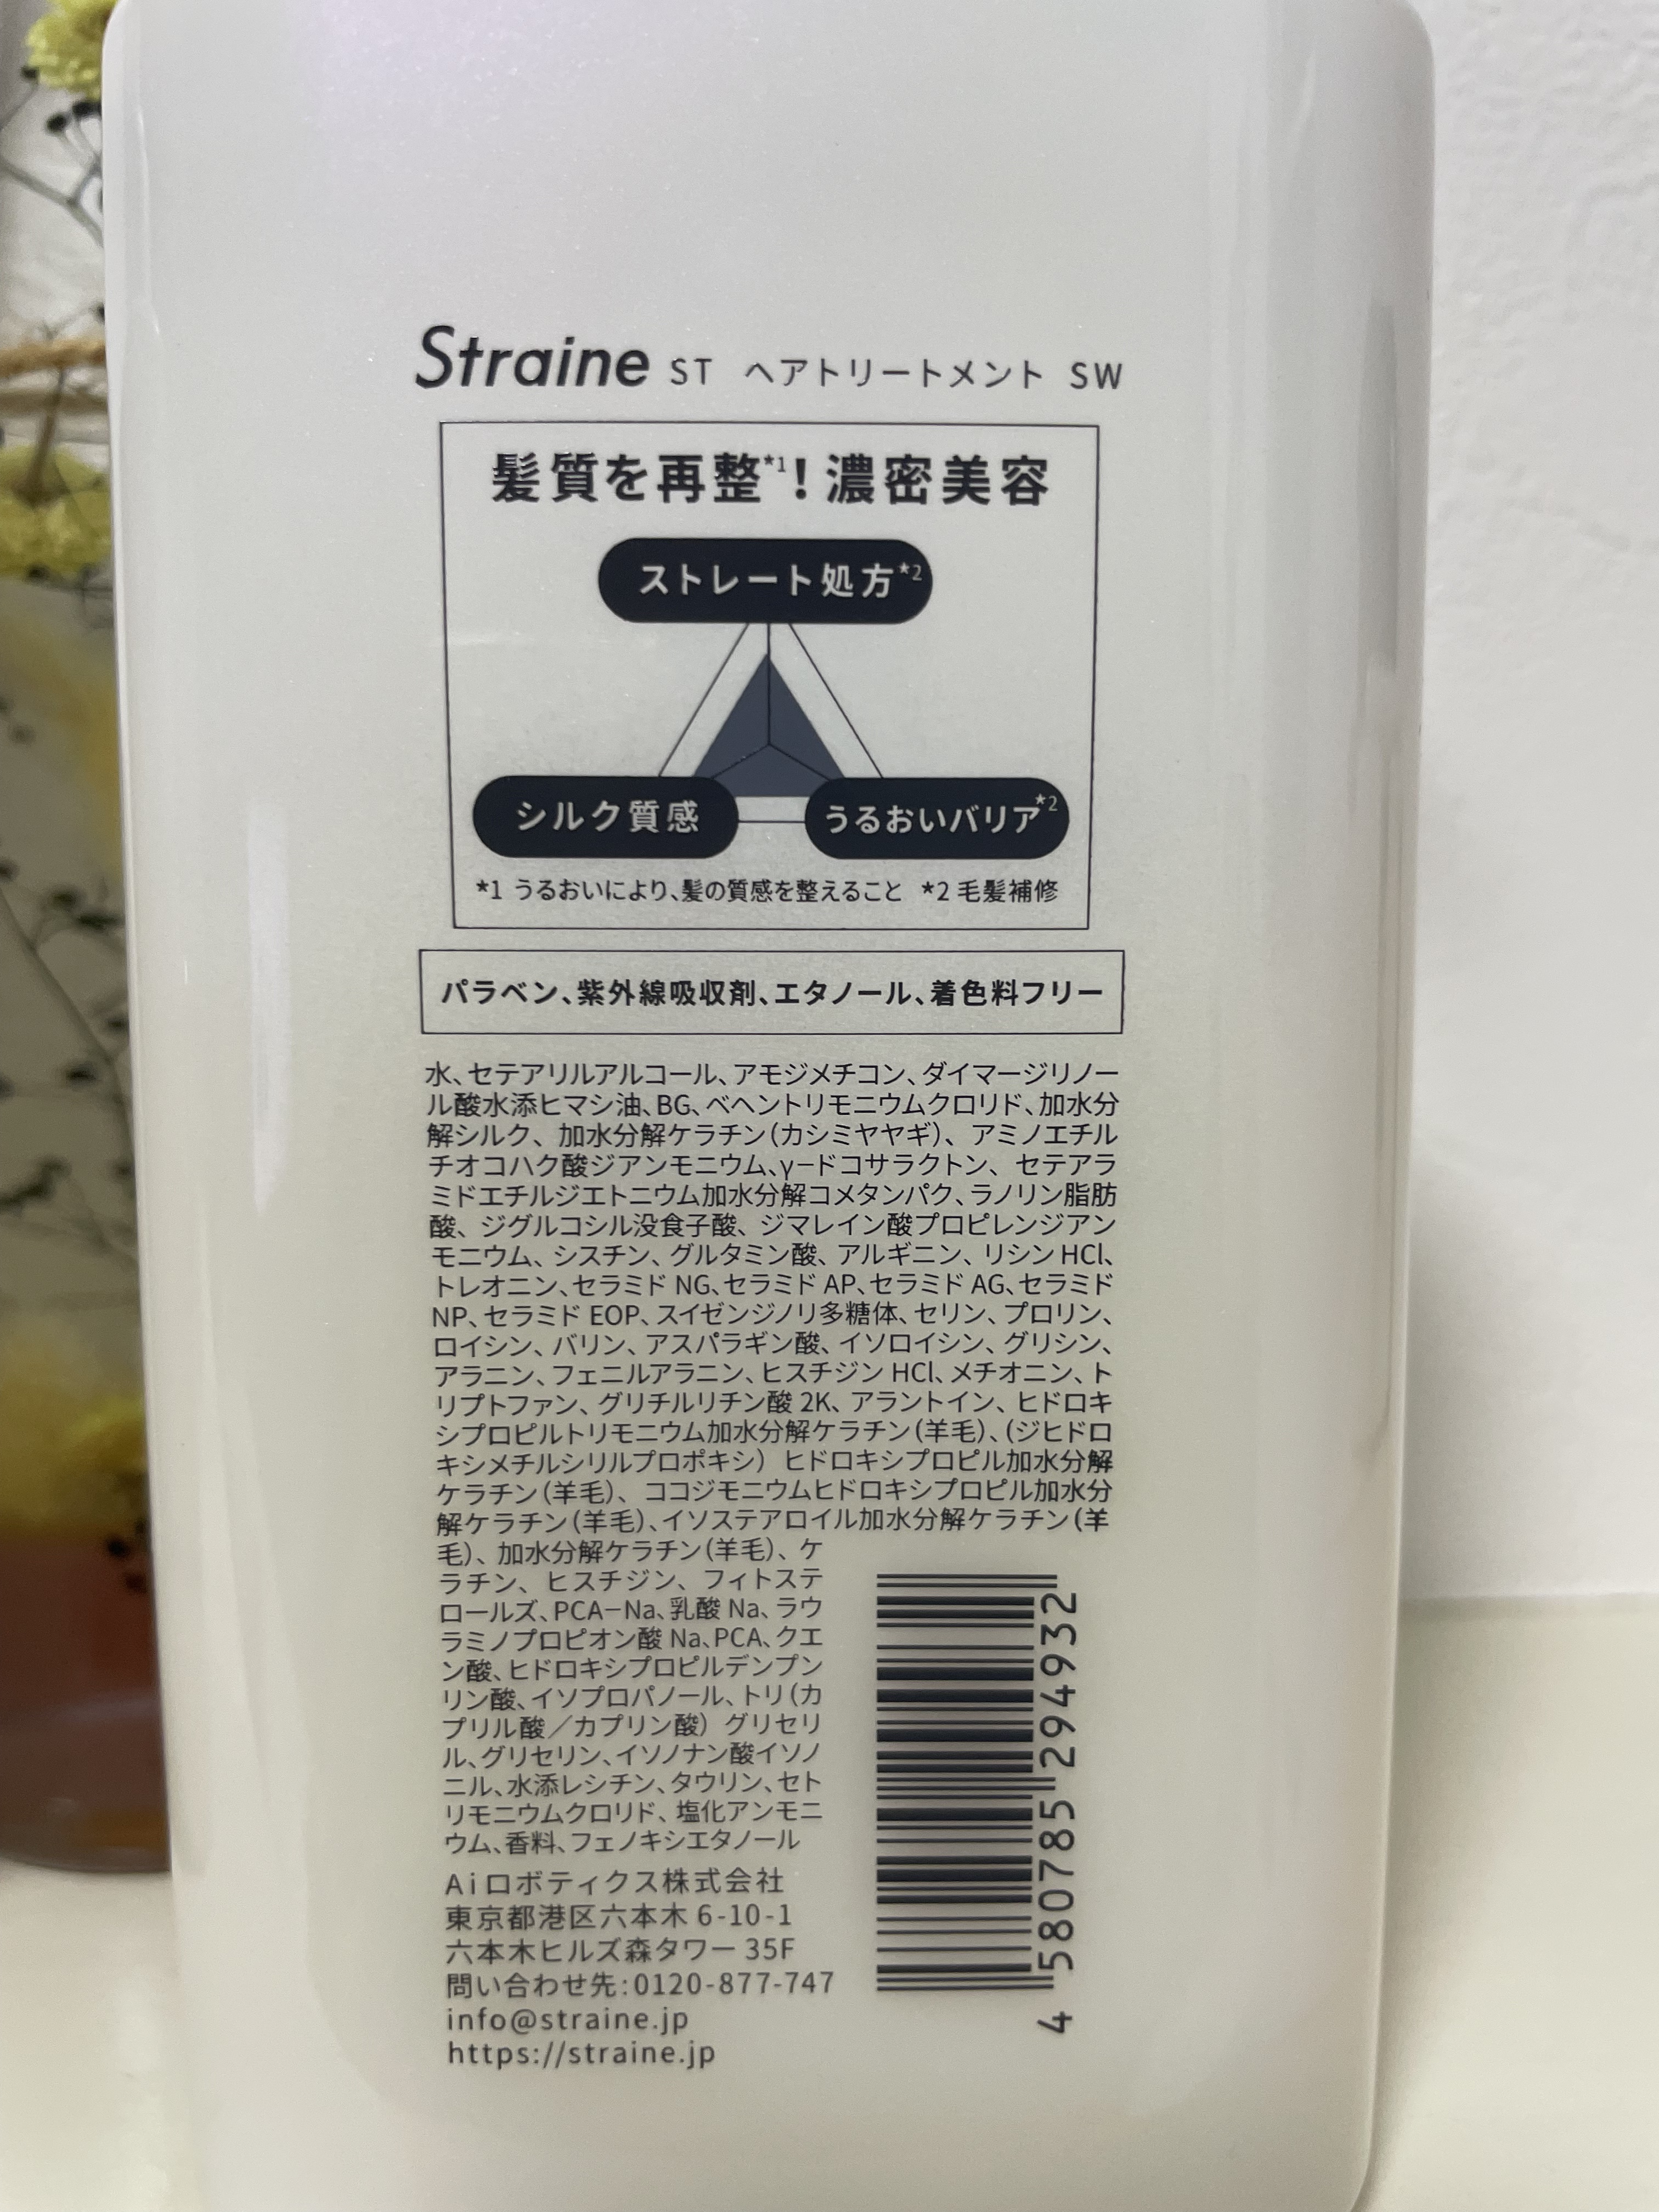 Straine ST ヘアトリートメント SW
髪質を再整*1！濃密美容
ストレート処方*2
シルク質感
うるおいバリア*2
*1 うるおいにより、髪の質感を整えること *2 毛髪補修
パラベン、紫外線吸収剤、エタノール、着色料フリー
水、セテアリルアルコール、アモジメチコン、ダイマージリノー
ル酸水添ヒマシ油、BG、ベヘントリモニウムクロリド、加水分
解シルク、加水分解ケラチン(カシミヤヤギ)、アミノエチル
チオコハク酸ジアンモニウム、γ−ドコサラクトン、セテアラ
ミドエチルジエトニウム加水分解コメタンパク、ラノリン脂肪
酸、ジグルコシル没食子酸、ジマレイン酸プロピレンジアン
モニウム、シスチン、グルタミン酸、アルギニン、リシン HCl、
トレオニン、セラミド NG、セラミド AP、セラミド AG、セラミド
NP、セラミド EOP、スイゼンジノリ多糖体、セリン、プロリン、
ロイシン、バリン、アスパラギン酸、イソロイシン、グリシン、
アラニン、フェニルアラニン、ヒスチジン HCl、メチオニン、ト
リプトファン、グリチルリチン酸 2K、アラントイン、ヒドロキ
シプロピルトリモニウム加水分解ケラチン(羊毛)、(ジヒドロ
キシメチルシリルプロポキシ)ヒドロキシプロピル加水分解
ケラチン(羊毛)、ココジモニウムヒドロキシプロピル加水分
解ケラチン(羊毛)、イソステアロイル加水分解ケラチン(羊
毛)、加水分解ケラチン(羊毛)、ケ
ラチン、ヒスチジン、フィトステ
ロールズ、PCA−Na、乳酸 Na、ラウ
ラミノプロピオン酸 Na、PCA、クエ
ン酸、ヒドロキシプロピルデンプン
リン酸、イソプロパノール、トリ(カ
プリル酸／カプリン酸)グリセリ
ル、グリセリン、イソノナン酸イソノ
ニル、水添レシチン、タウリン、セト
リモニウムクロリド、塩化アンモニ
ウム、香料、フェノキシエタノール
Aiロボティクス株式会社
東京都港区六本木 6-10-1
六本木ヒルズ森タワー 35F
問い合わせ先:0120-877-747
info@straine.jp
https://straine.jp
4 580785 294932